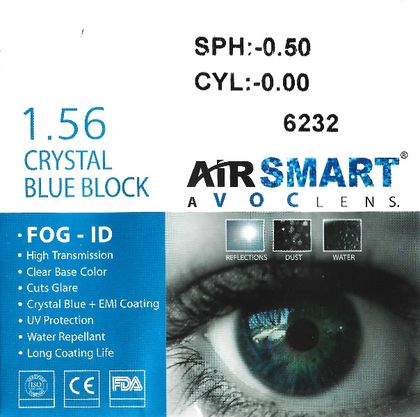 SPH:-0.50
CYL:-0.00
6232
1.56
CRYSTAL
BLUE BLOCK
AiR SMART®
A VOC LENS.
REFLECTIONS DUST WATER
· FOG - ID
• High Transmission
• Clear Base Color
• Cuts Glare
• Crystal Blue + EMI Coating
• UV Protection
• Water Repellant
• Long Coating Life
ISO CE FDA